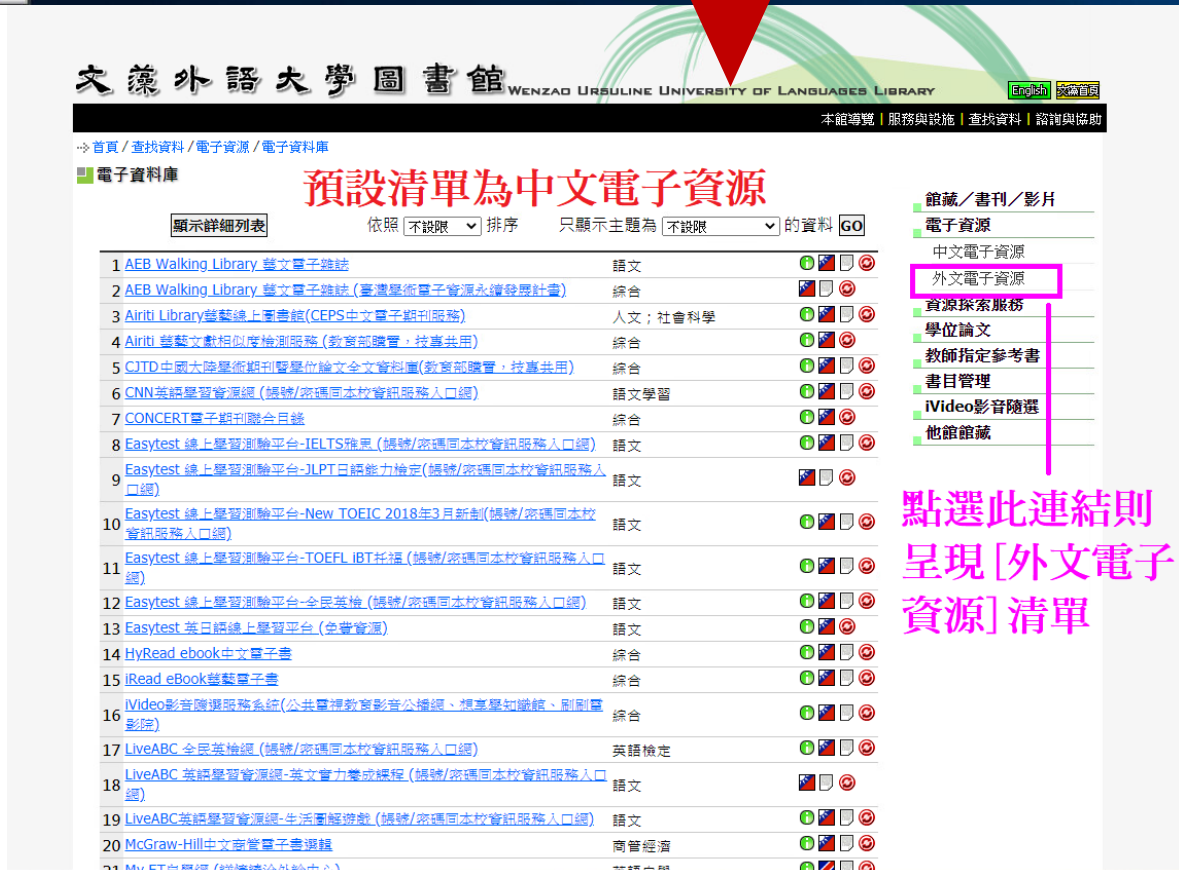 文藻外語大學圖書館 WENZAO URSULINE UNIVERSITY OF LANGUAGES LIBRARY
English 文藻首頁
本館導覽 | 服務與設施 | 查找資料 | 諮詢與協助
首頁 / 查找資料 / 電子資源 / 電子資料庫
電子資料庫
預設清單為中文電子資源
顯示詳細列表 依照 不設限 排序 只顯示主題為 不設限 的資料 GO
1 AEB Walking Library 藝文電子雜誌 語文
2 AEB Walking Library 藝文電子雜誌 (臺灣學術電子資源永續發展計畫) 綜合
3 Airiti Library華藝線上圖書館(CEPS中文電子期刊服務) 人文；社會科學
4 Airiti 華藝文獻相似度檢測服務 (教育部購置，技專共用) 綜合
5 CJTD中國大陸學術期刊暨學位論文全文資料庫(教育部購置，技專共用) 綜合
6 CNN英語學習資源網 (帳號/密碼同本校資訊服務入口網) 語文學習
7 CONCERT電子期刊聯合目錄 綜合
8 Easytest 線上學習測驗平台-IELTS雅思 (帳號/密碼同本校資訊服務入口網) 語文
9 Easytest 線上學習測驗平台-JLPT日語能力檢定(帳號/密碼同本校資訊服務入
口網) 語文
10 Easytest 線上學習測驗平台-New TOEIC 2018年3月新制(帳號/密碼同本校
資訊服務入口網) 語文
11 Easytest 線上學習測驗平台-TOEFL iBT托福 (帳號/密碼同本校資訊服務入口
網) 語文
12 Easytest 線上學習測驗平台-全民英檢 (帳號/密碼同本校資訊服務入口網) 語文
13 Easytest 英日語線上學習平台 (免費資源) 語文
14 HyRead ebook中文電子書 綜合
15 iRead eBook華藝電子書 綜合
16 iVideo影音隨選服務系統(公共電視教育影音公播網、想享學知識館、刷刷電
影院) 綜合
17 LiveABC 全民英檢網 (帳號/密碼同本校資訊服務入口網) 英語檢定
18 LiveABC 英語學習資源網-英文實力養成課程 (帳號/密碼同本校資訊服務入口
網) 語文
19 LiveABC英語學習資源網-生活圖解遊戲 (帳號/密碼同本校資訊服務入口網) 語文
20 McGraw-Hill中文商管電子書選輯 商管經濟
館藏／書刊／影片
電子資源
中文電子資源
外文電子資源
資源探索服務
學位論文
教師指定參考書
書目管理
iVideo影音隨選
他館館藏
點選此連結則
呈現[外文電子
資源]清單